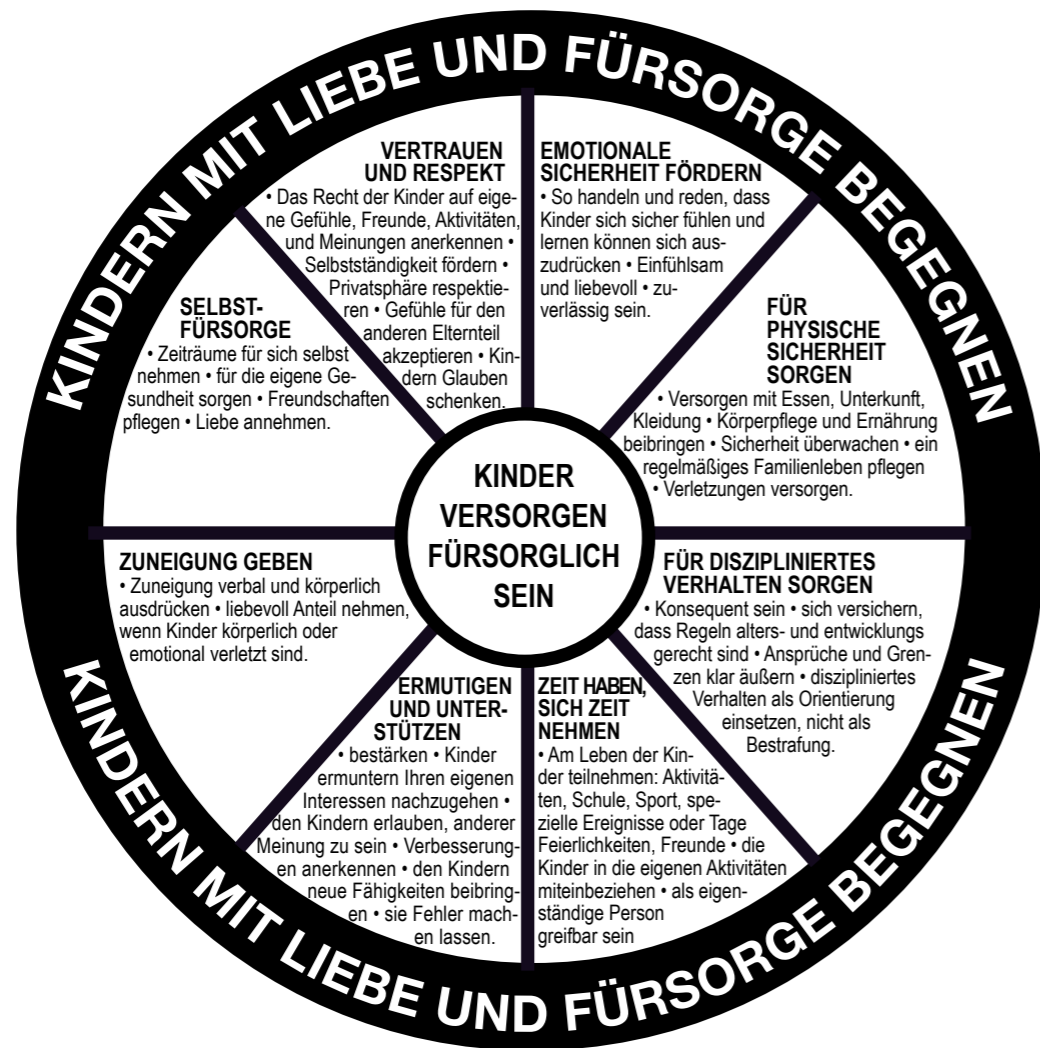 KINDERN MIT LIEBE UND FÜRSORGE BEGEGNEN
VERTRAUEN
UND RESPEKT
• Das Recht der Kinder auf eige-
ne Gefühle, Freunde, Aktivitäten,
und Meinungen anerkennen •
Selbstständigkeit fördern •
Privatsphäre respektie-
ren • Gefühle für den
anderen Elternteil
akzeptieren • Kin-
dern Glauben
schenken.
EMOTIONALE
SICHERHEIT FÖRDERN
• So handeln und reden, dass
Kinder sich sicher fühlen und
lernen können sich aus-
zudrücken • Einfühlsam
und liebevoll • zu-
verlässig sein.
SELBST-
FÜRSORGE
• Zeiträume für sich selbst
nehmen • für die eigene Ge-
sundheit sorgen • Freundschaften
pflegen • Liebe annehmen.
FÜR
PHYSISCHE
SICHERHEIT
SORGEN
• Versorgen mit Essen, Unterkunft,
Kleidung • Körperpflege und Ernährung
beibringen • Sicherheit überwachen • ein
regelmäßiges Familienleben pflegen
• Verletzungen versorgen.
KINDER
VERSORGEN
FÜRSORGLICH
SEIN
ZUNEIGUNG GEBEN
• Zuneigung verbal und körperlich
ausdrücken • liebevoll Anteil nehmen,
wenn Kinder körperlich oder
emotional verletzt sind.
FÜR DISZIPLINIERTES
VERHALTEN SORGEN
• Konsequent sein • sich versichern,
dass Regeln alters- und entwicklungs
gerecht sind • Ansprüche und Gren-
zen klar äußern • diszipliniertes
Verhalten als Orientierung
einsetzen, nicht als
Bestrafung.
ERMUTIGEN
UND UNTER-
STÜTZEN
• bestärken • Kinder
ermuntern Ihren eigenen
Interessen nachzugehen •
den Kindern erlauben, anderer
Meinung zu sein • Verbesserung-
en anerkennen • den Kindern
neue Fähigkeiten beibring-
en • sie Fehler mach-
en lassen.
ZEIT HABEN,
SICH ZEIT
NEHMEN
• Am Leben der Kin-
der teilnehmen: Aktivitä-
ten, Schule, Sport, spe-
zielle Ereignisse oder Tage
Feierlichkeiten, Freunde • die
Kinder in die eigenen Aktivitäten
miteinbeziehen • als eigen-
ständige Person
greifbar sein
KINDERN MIT LIEBE UND FÜRSORGE BEGEGNEN